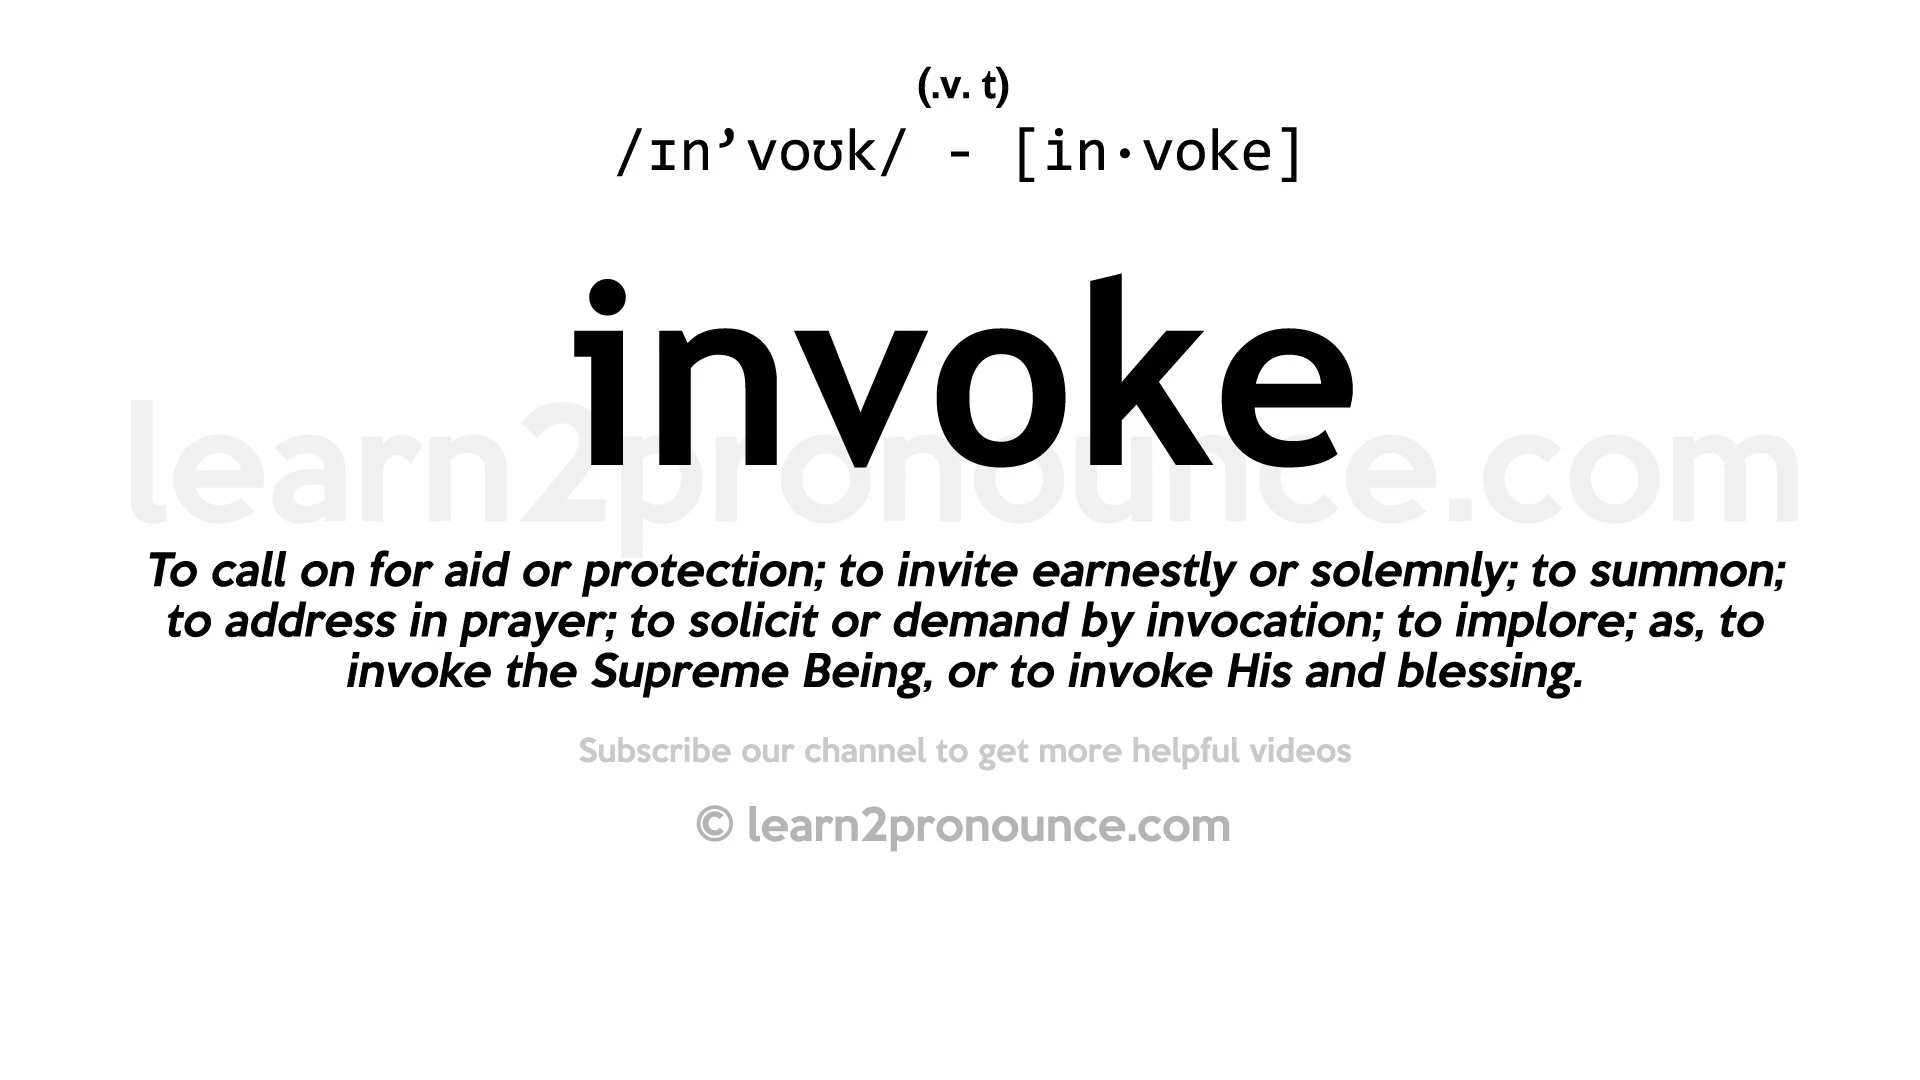 (.v. t)
/ɪn’voʊk/ - [in·voke]
invoke
learn2pronounce.com
To call on for aid or protection; to invite earnestly or solemnly; to summon;
to address in prayer; to solicit or demand by invocation; to implore; as, to
invoke the Supreme Being, or to invoke His and blessing.
Subscribe our channel to get more helpful videos
© learn2pronounce.com